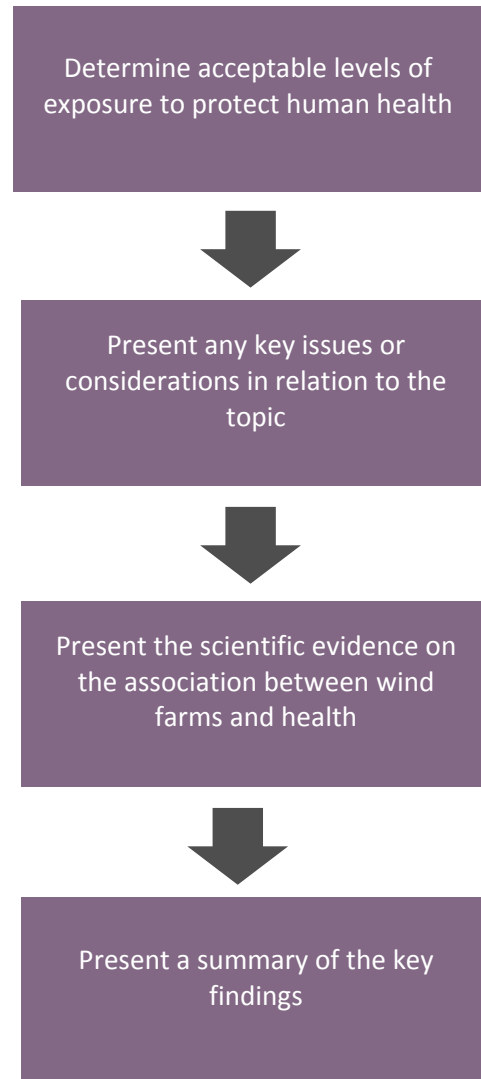 Determine acceptable levels of
exposure to protect human health
Present any key issues or
considerations in relation to the
topic
Present the scientific evidence on
the association between wind
farms and health
Present a summary of the key
findings